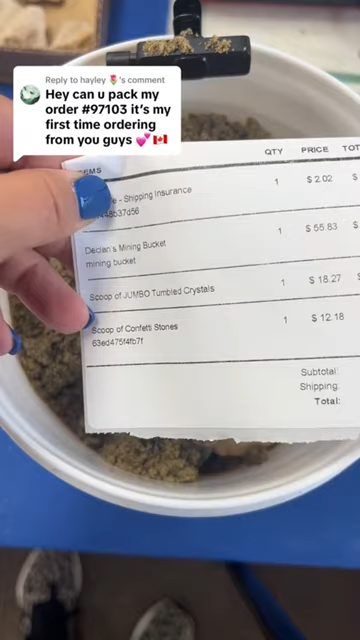 Reply to hayley 🌷's comment
Hey can u pack my
order #97103 it's my
first time ordering
from you guys 💕🇨🇦
QTY PRICE
- Shipping Insurance 1 $ 2.02 $
Declan's Mining Bucket 1 $ 55.83 $
mining bucket
Scoop of JUMBO Tumbled Crystals 1 $ 18.27 $
Scoop of Confetti Stones 1 $ 12.18
63ed475f4fb7f
Subtotal:
Shipping:
Total: